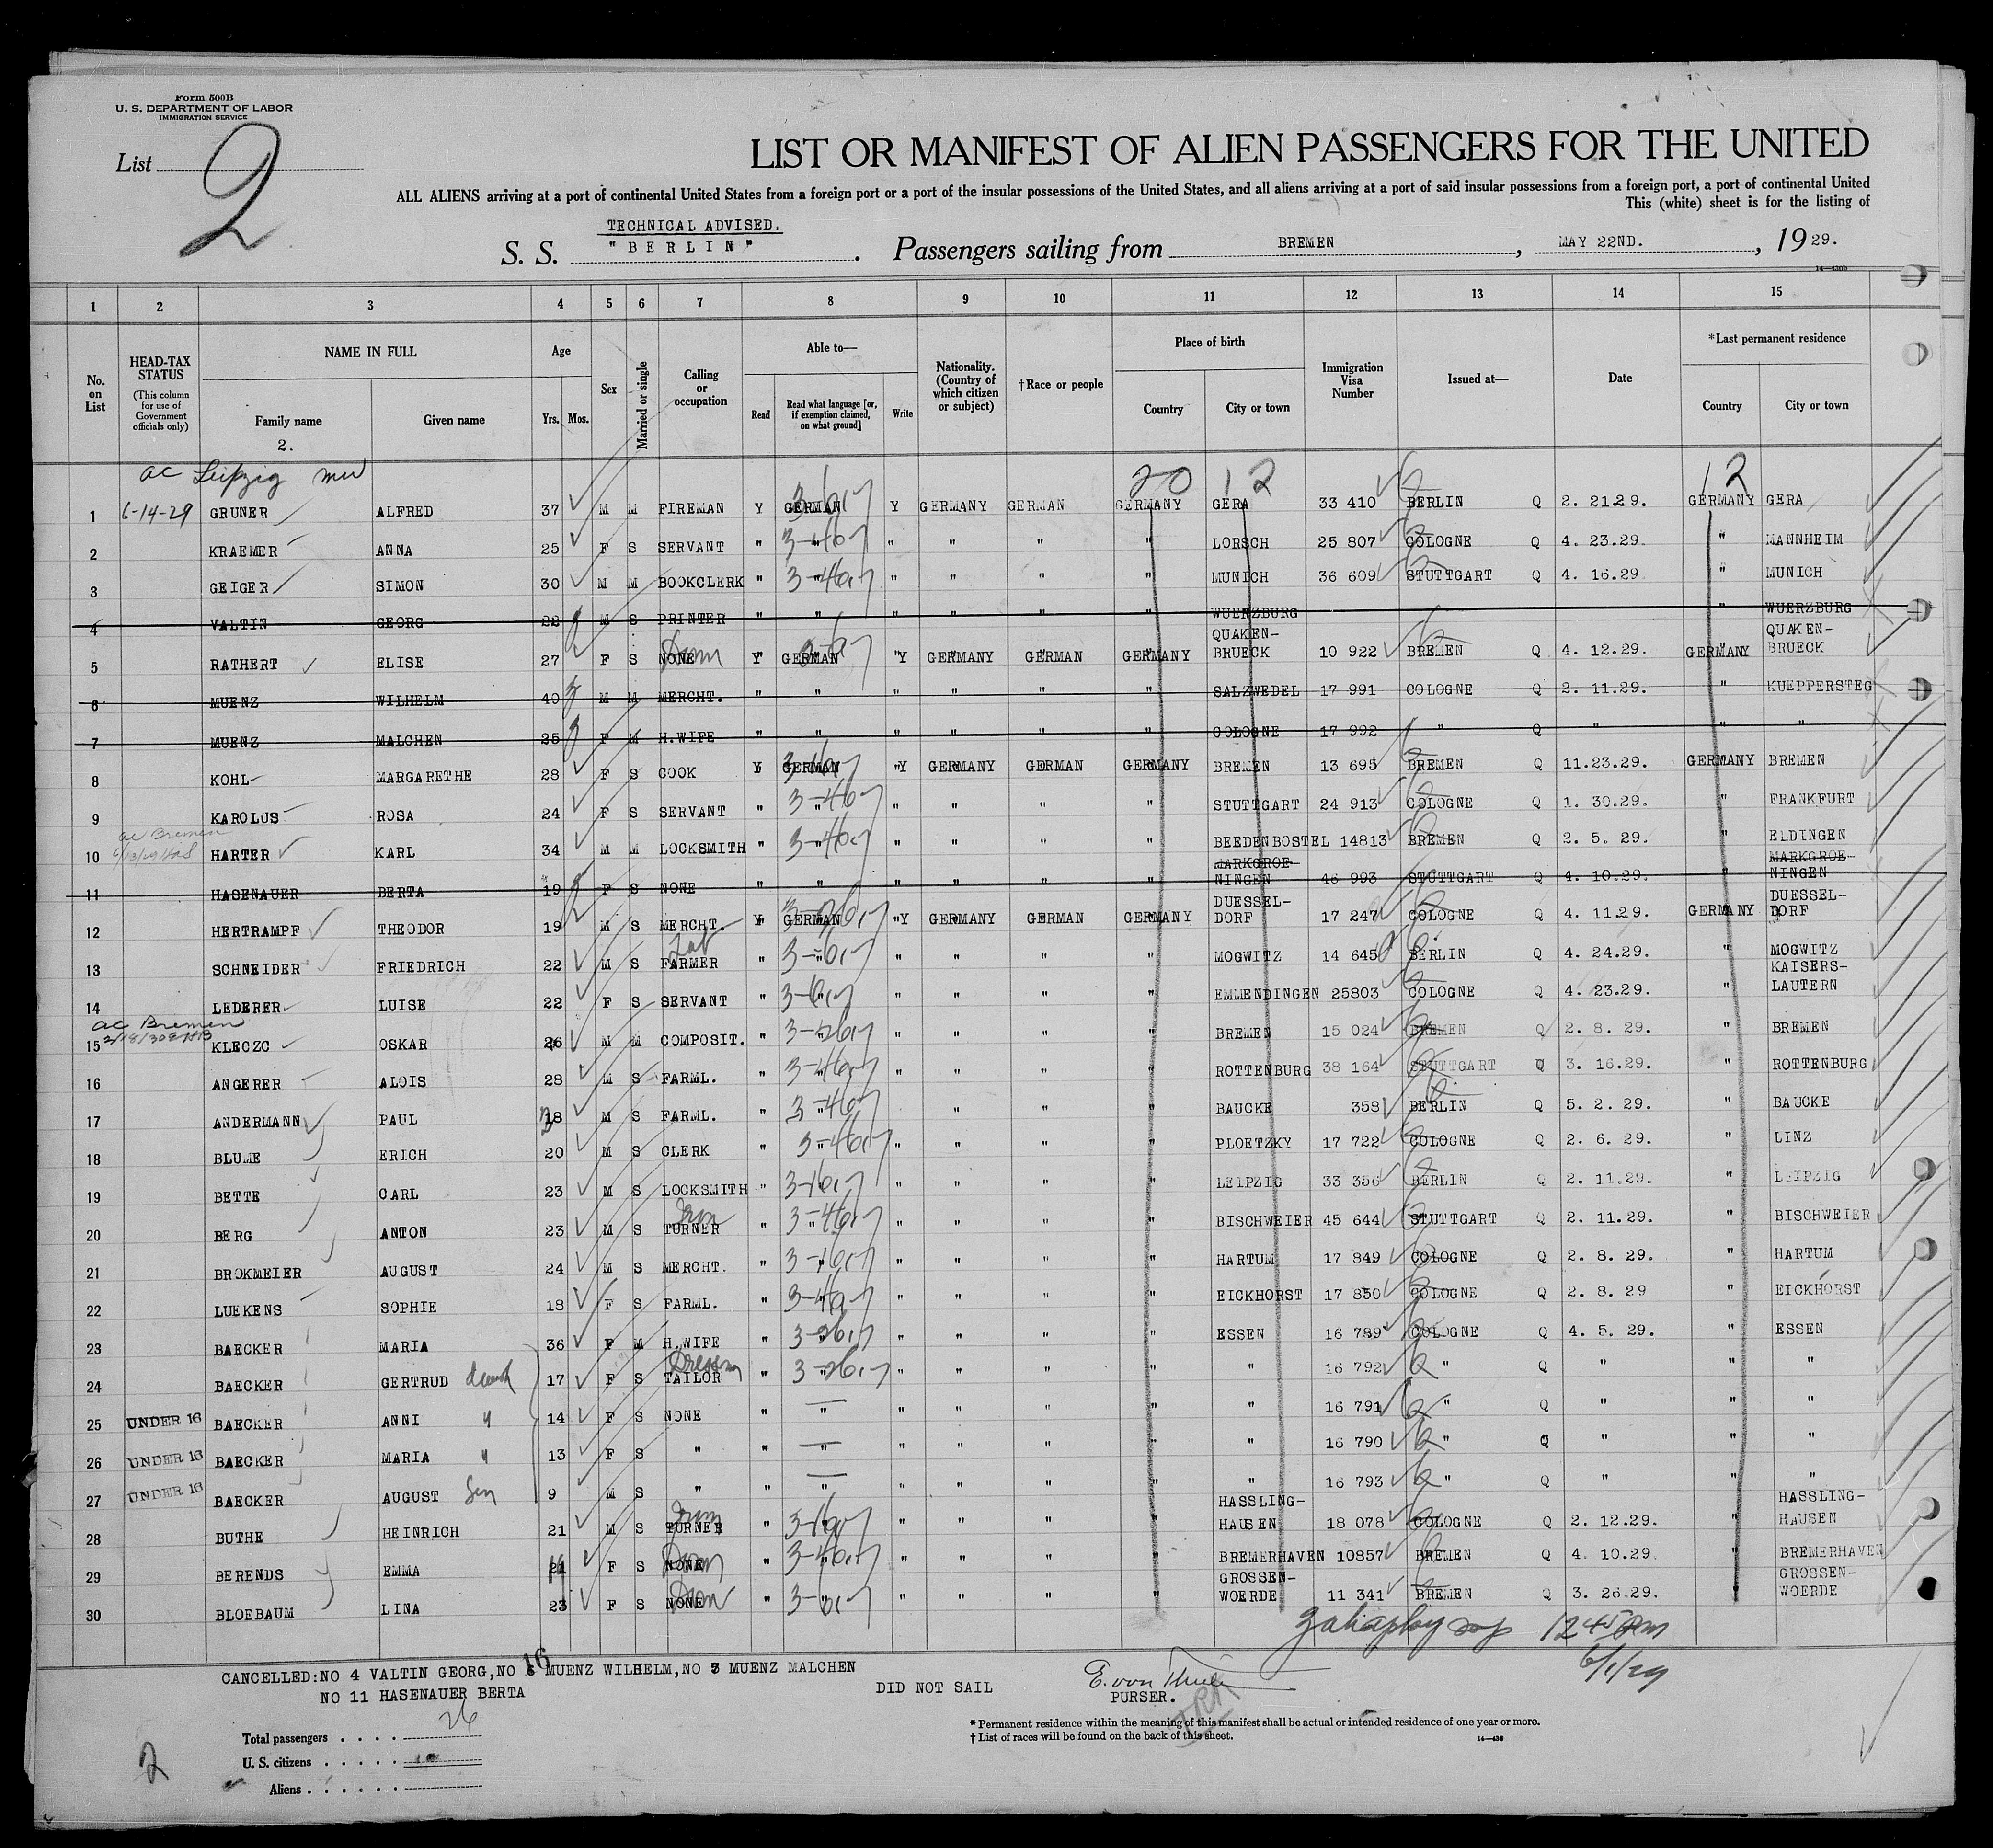 Form 500B
U. S. DEPARTMENT OF LABOR
IMMIGRATION SERVICE
List 2
LIST OR MANIFEST OF ALIEN PASSENGERS FOR THE UNITED
ALL ALIENS arriving at a port of continental United States from a foreign port or a port of the insular possessions of the United States, and all aliens arriving at a port of said insular possessions from a foreign port, a port of continental United
This (white) sheet is for the listing of
TECHNICAL ADVISED.
S. S. "BERLIN". Passengers sailing from BREMEN, MAY 22ND., 1929.
1 2 3 4 5 6 7 8 9 10 11 12 13 14 15
No. on List
HEAD-TAX STATUS (This column for use of Government officials only)
NAME IN FULL Family name Given name
2.
Age Yrs. Mos.
Sex
Married or single
Calling or occupation
Able to— Read Read what language [or, if exemption claimed, on what ground] Write
Nationality. (Country of which citizen or subject)
†Race or people
Place of birth Country City or town
Immigration Visa Number
Issued at—
Date
*Last permanent residence Country City or town
ac Leipzig 20 12 12
1 6-14-29 GRUNER ALFRED 37 M M FIREMAN Y GERMAN Y GERMANY GERMAN GERMANY GERA 33 410 BERLIN Q 2. 21.29. GERMANY GERA
2 KRAEMER ANNA 25 F S SERVANT " " " " " " LORSCH 25 807 COLOGNE Q 4. 23.29. " MANNHEIM
3 GEIGER SIMON 30 M M BOOKCLERK " " " " " " MUNICH 36 609 STUTTGART Q 4. 16.29 " MUNICH
4 VALTIN GEORG 22 M S PRINTER " " " " " " WUERZBURG " WUERZBURG
5 RATHERT ELISE 27 F S NONE Y GERMAN "Y GERMANY GERMAN GERMANY QUAKEN-BRUECK 10 922 BREMEN Q 4. 12.29. GERMANY QUAKEN-BRUECK
6 MUENZ WILHELM 40 M M MERCHT. " " " " " " SALZWEDEL 17 991 COLOGNE Q 2. 11.29. " KUEPPERSTEG
7 MUENZ MALCHEN 25 F M H.WIFE " " " " " " COLOGNE 17 992 " Q " " "
8 KOHL MARGARETHE 28 F S COOK Y GERMAN "Y GERMANY GERMAN GERMANY BREMEN 13 695 BREMEN Q 11.23.29. GERMANY BREMEN
9 KAROLUS ROSA 24 F S SERVANT " " " " " " STUTTGART 24 913 COLOGNE Q 1. 30.29. " FRANKFURT
ac Bremen
10 HARTER KARL 34 M M LOCKSMITH " " " " " " BEEDENBOSTEL 14813 BREMEN Q 2. 5. 29. " ELDINGEN
11 HASENAUER BERTA 19 F S NONE " " " " " " MARKGROE-NINGEN 46 993 STUTTGART Q 4. 10.29. " MARKGROE-NINGEN
12 HERTRAMPF THEODOR 19 M S MERCHT. Y GERMAN "Y GERMANY GERMAN GERMANY DUESSEL-DORF 17 247 COLOGNE Q 4. 11.29. GERMANY DUESSEL-DORF
13 SCHNEIDER FRIEDRICH 22 M S FARMER " " " " " " MOGWITZ 14 645 BERLIN Q 4. 24.29. " MOGWITZ
14 LEDERER LUISE 22 F S SERVANT " " " " " " EMMENDINGEN 25803 COLOGNE Q 4. 23.29. " KAISERS-LAUTERN
ac Bremen
15 KLECZC OSKAR 26 M M COMPOSIT. " " " " " " BREMEN 15 024 BREMEN Q 2. 8. 29. " BREMEN
16 ANGERER ALOIS 28 M S FARML. " " " " " " ROTTENBURG 38 164 STUTTGART Q 3. 16.29. " ROTTENBURG
17 ANDERMANN PAUL 18 M S FARML. " " " " " BAUCKE 358 BERLIN Q 5. 2. 29. " BAUCKE
18 BLUME ERICH 20 M S CLERK " " " " " " PLOETZKY 17 722 COLOGNE Q 2. 6. 29. " LINZ
19 BETTE CARL 23 M S LOCKSMITH " " " " " " LEIPZIG 33 356 BERLIN Q 2. 11.29. " LEIPZIG
20 BERG ANTON 23 M S TURNER " " " " " " BISCHWEIER 45 644 STUTTGART Q 2. 11.29. " BISCHWEIER
21 BROKMEIER AUGUST 24 M S MERCHT. " " " " " " HARTUM 17 849 COLOGNE Q 2. 8. 29. " HARTUM
22 LUEKENS SOPHIE 18 F S FARML. " " " " " " EICKHORST 17 850 COLOGNE Q 2. 8. 29 " EICKHORST
23 BAECKER MARIA 36 F M H.WIFE " " " " " " ESSEN 16 789 COLOGNE Q 4. 5. 29. " ESSEN
24 BAECKER GERTRUD 17 F S TAILOR " " " " " " " 16 792 " Q " " "
25 UNDER 16 BAECKER ANNI 14 F S NONE " " " " " " " 16 791 " Q " " "
26 UNDER 16 BAECKER MARIA 13 F S " " " " " " " " 16 790 " Q " " "
27 UNDER 16 BAECKER AUGUST Son 9 M S " " " " " " " " 16 793 " Q " " "
28 BUTHE HEINRICH 21 M S TURNER " " " " " " HASSLING-HAUSEN 18 078 COLOGNE Q 2. 12.29. " HASSLING-HAUSEN
29 BERENDS EMMA 21 F S NONE " " " " " " BREMERHAVEN 10857 BREMEN Q 4. 10.29. " BREMERHAVEN
30 BLOEBAUM LINA 23 F S NONE " " " " " " GROSSEN-WOERDE 11 341 BREMEN Q 3. 26.29. " GROSSEN-WOERDE
1245
6/1/29
CANCELLED:NO 4 VALTIN GEORG,NO 6 MUENZ WILHELM,NO 7 MUENZ MALCHEN
NO 11 HASENAUER BERTA
16
DID NOT SAIL
E. von
PURSER.
* Permanent residence within the meaning of this manifest shall be actual or intended residence of one year or more.
† List of races will be found on the back of this sheet.
Total passengers . . . . 26
U. S. citizens . . . . .
Aliens . . . . . .
2